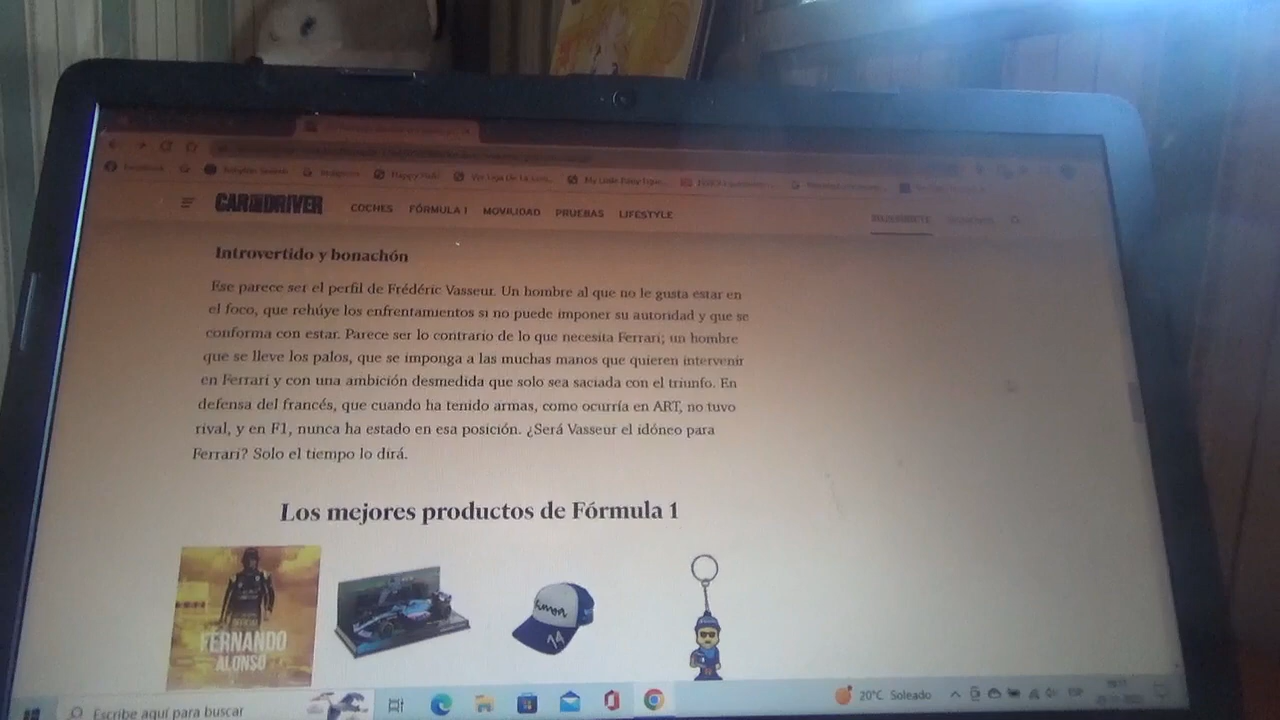 Facebook
Happy Kids!
CAR AND DRIVER
COCHES FÓRMULA 1 MOVILIDAD PRUEBAS LIFESTYLE
Introvertido y bonachón
Ese parece ser el perfil de Frédéric Vasseur. Un hombre al que no le gusta estar en
el foco, que rehúye los enfrentamientos si no puede imponer su autoridad y que se
conforma con estar. Parece ser lo contrario de lo que necesita Ferrari; un hombre
que se lleve los palos, que se imponga a las muchas manos que quieren intervenir
en Ferrari y con una ambición desmedida que solo sea saciada con el triunfo. En
defensa del francés, que cuando ha tenido armas, como ocurría en ART, no tuvo
rival, y en F1, nunca ha estado en esa posición. ¿Será Vasseur el idóneo para
Ferrari? Solo el tiempo lo dirá.
Los mejores productos de Fórmula 1
FERNANDO
ALONSO
Escribe aquí para buscar
20°C Soleado
ESP